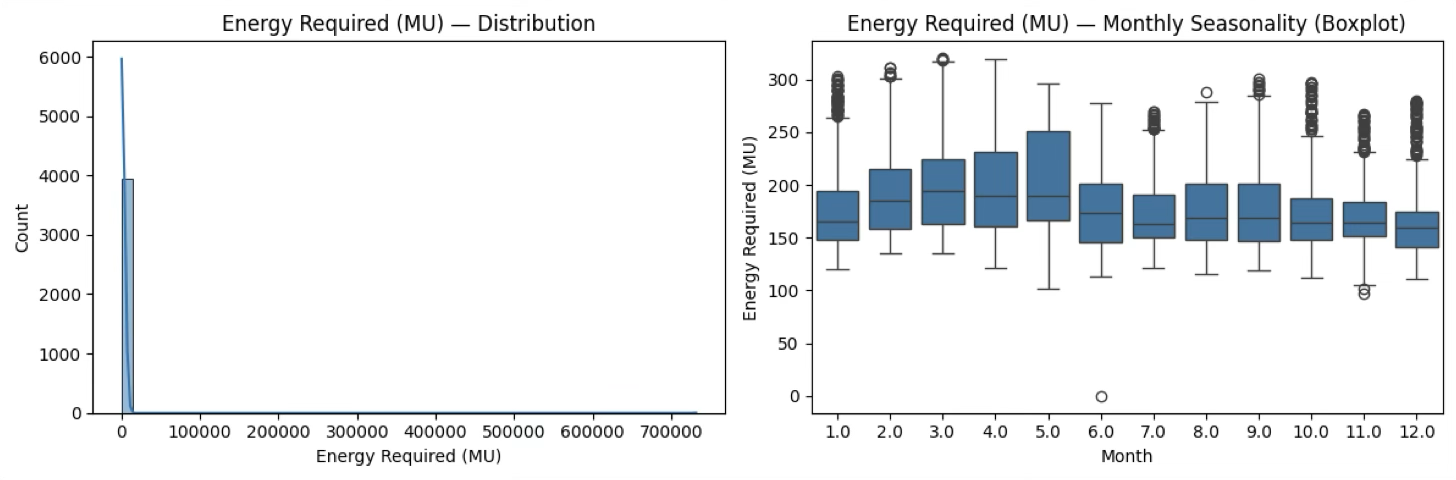 Energy Required (MU) — Distribution
6000
5000
4000
3000
2000
1000
0
Count
0 100000 200000 300000 400000 500000 600000 700000
Energy Required (MU)
Energy Required (MU) — Monthly Seasonality (Boxplot)
300
250
200
150
100
50
0
Energy Required (MU)
1.0 2.0 3.0 4.0 5.0 6.0 7.0 8.0 9.0 10.0 11.0 12.0
Month